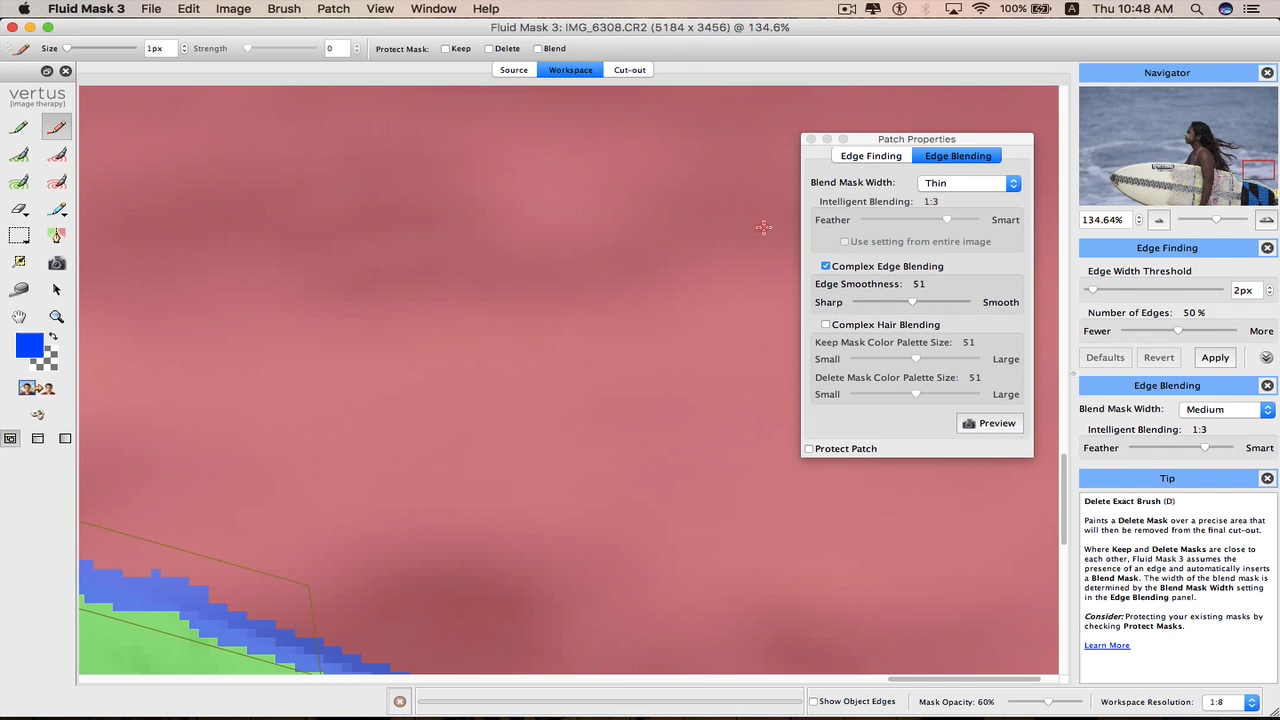 Fluid Mask 3 File Edit Image Brush Patch View Window Help 100% A Thu 10:48 AM
Fluid Mask 3: IMG_6308.CR2 (5184 x 3456) @ 134.6%
Size 1px Strength 0 Protect Mask: Keep Delete Blend
Source Workspace Cut-out
vertus
[image therapy]
Patch Properties
Edge Finding Edge Blending
Blend Mask Width: Thin
Intelligent Blending: 1:3
Feather Smart
Use setting from entire image
Complex Edge Blending
Edge Smoothness: 51
Sharp Smooth
Complex Hair Blending
Keep Mask Color Palette Size: 51
Small Large
Delete Mask Color Palette Size: 51
Small Large
Preview
Protect Patch
Navigator
134.64%
Edge Finding
Edge Width Threshold
2px
Number of Edges: 50 %
Fewer More
Defaults Revert Apply
Edge Blending
Blend Mask Width: Medium
Intelligent Blending: 1:3
Feather Smart
Tip
Delete Exact Brush (D)
Paints a Delete Mask over a precise area that
will then be removed from the final cut-out.
Where Keep and Delete Masks are close to
each other, Fluid Mask 3 assumes the
presence of an edge and automatically inserts
a Blend Mask. The width of the blend mask is
determined by the Blend Mask Width setting
in the Edge Blending panel.
Consider: Protecting your existing masks by
checking Protect Masks.
Learn More
Show Object Edges Mask Opacity: 60% Workspace Resolution: 1:8